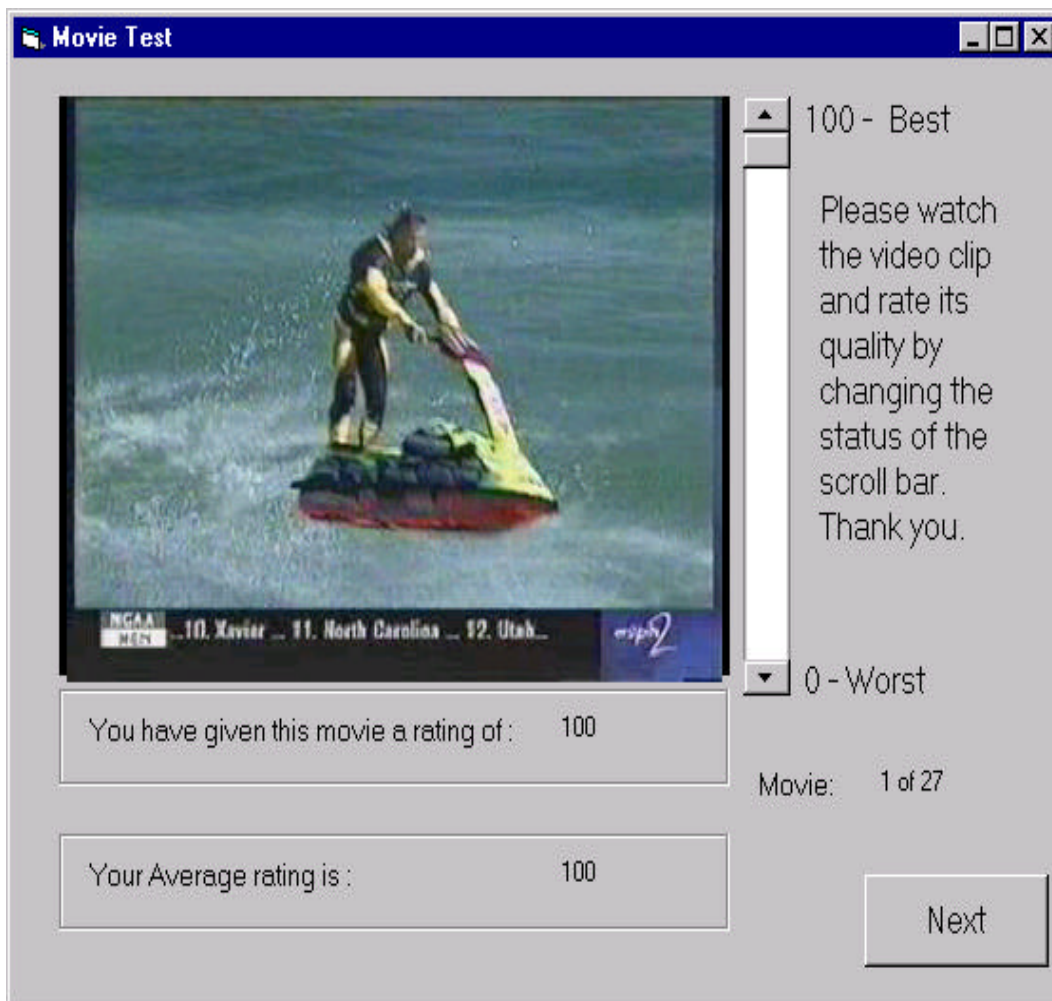 Movie Test
100 - Best
Please watch
the video clip
and rate its
quality by
changing the
status of the
scroll bar.
Thank you.
0 - Worst
NCAA
MEN
...10. Xavier ... 11. North Carolina ... 12. Utah...
espn2
You have given this movie a rating of : 100
Movie: 1 of 27
Your Average rating is : 100
Next